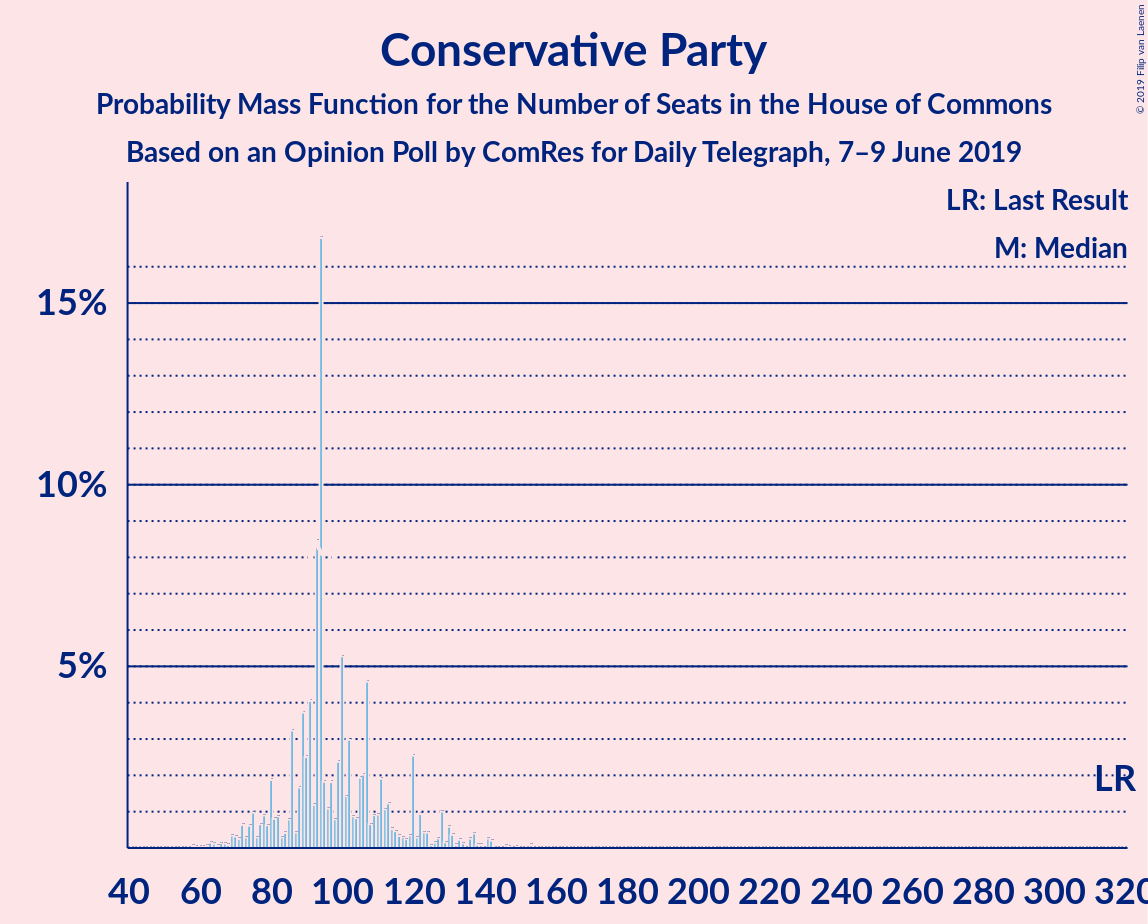 Conservative Party
Probability Mass Function for the Number of Seats in the House of Commons
Based on an Opinion Poll by ComRes for Daily Telegraph, 7–9 June 2019
© 2019 Filip van Laenen
LR: Last Result
M: Median
15%
10%
5%
LR
40 60 80 100 120 140 160 180 200 220 240 260 280 300 320